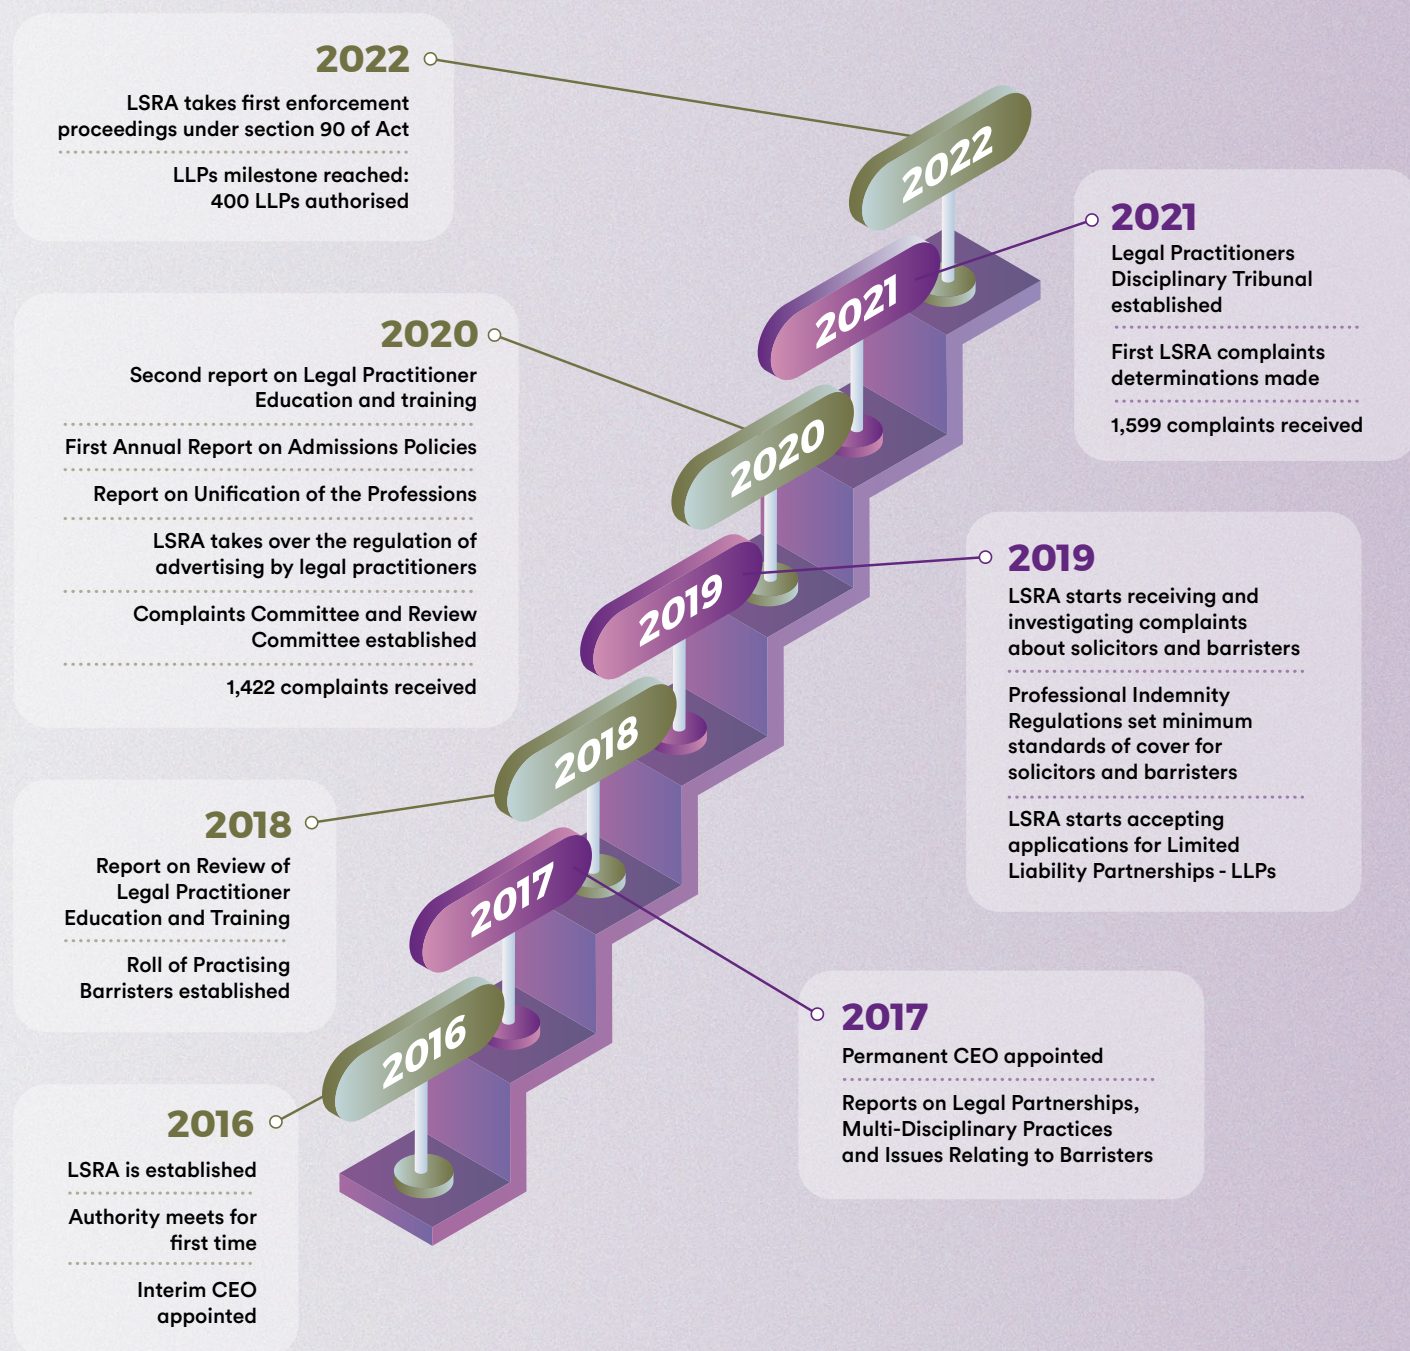 2022
LSRA takes first enforcement
proceedings under section 90 of Act
LLPs milestone reached:
400 LLPs authorised
2022
2021
Legal Practitioners
Disciplinary Tribunal
established
First LSRA complaints
determinations made
1,599 complaints received
2021
2020
Second report on Legal Practitioner
Education and training
First Annual Report on Admissions Policies
Report on Unification of the Professions
LSRA takes over the regulation of
advertising by legal practitioners
Complaints Committee and Review
Committee established
1,422 complaints received
2020
2019
LSRA starts receiving and
investigating complaints
about solicitors and barristers
Professional Indemnity
Regulations set minimum
standards of cover for
solicitors and barristers
LSRA starts accepting
applications for Limited
Liability Partnerships - LLPs
2019
2018
Report on Review of
Legal Practitioner
Education and Training
Roll of Practising
Barristers established
2018
2017
2017
Permanent CEO appointed
Reports on Legal Partnerships,
Multi-Disciplinary Practices
and Issues Relating to Barristers
2016
2016
LSRA is established
Authority meets for
first time
Interim CEO
appointed